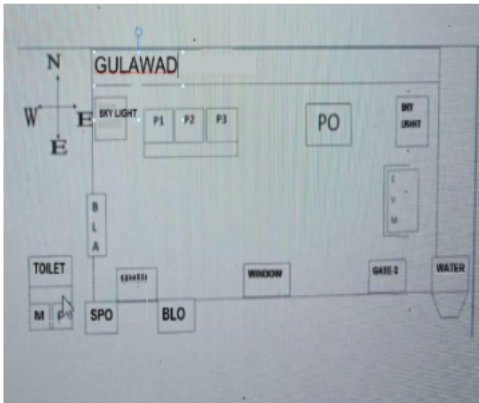 GULAWAD
N
W
E
E
SKY LIGHT
P1 P2 P3
PO
SKY
LIGHT
E
V
M
B
L
A
TOILET
M
WINDOW
GATE-2
WATER
SPO
BLO